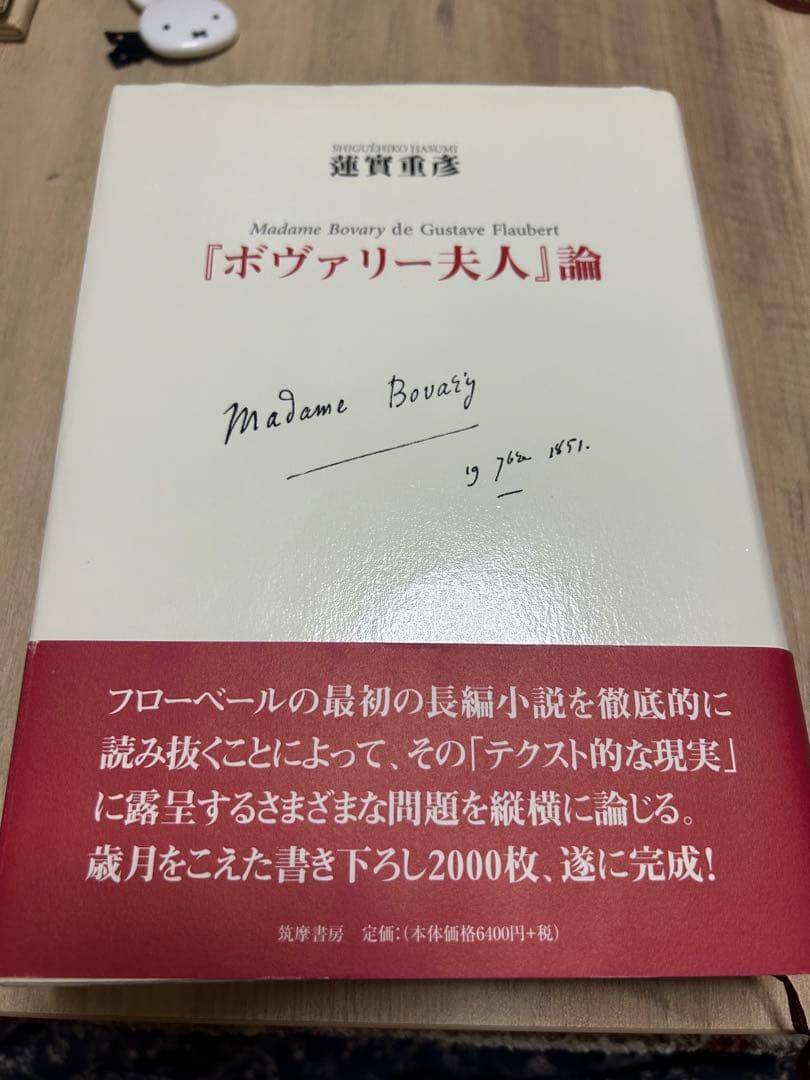 SHIGUÉHIKO HASUMI
蓮實重彥
Madame Bovary de Gustave Flaubert
『ボヴァリー夫人』論
Madame Bovary
19 7bre 1851.
フローベールの最初の長編小説を徹底的に
読み抜くことによって、その「テクスト的な現実」
に露呈するさまざまな問題を縦横に論じる。
歳月をこえた書き下ろし2000枚、遂に完成!
筑摩書房 定価:(本体価格6400円+税)